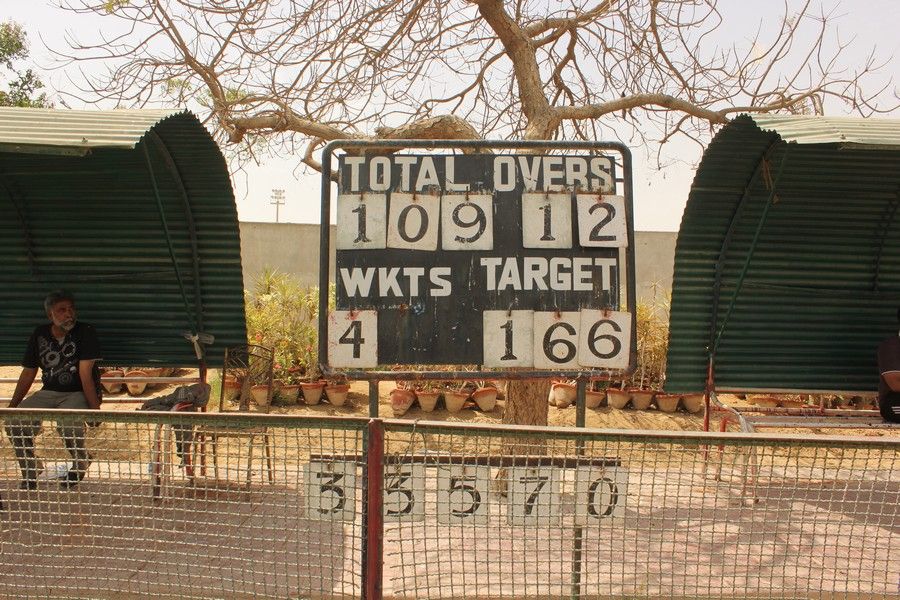 TOTAL OVERS
109 12
WKTS TARGET
4 166
3 3 5 7 0